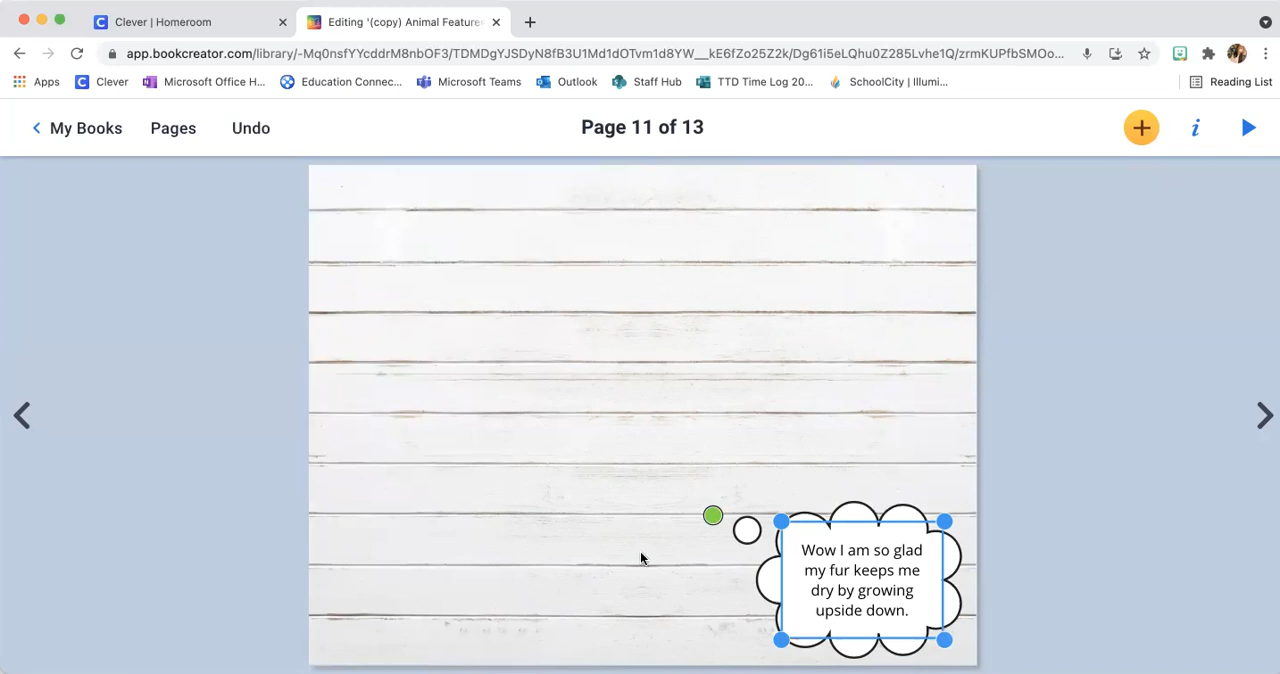 Clever | Homeroom
Editing '(copy) Animal Feature
app.bookcreator.com/library/-Mq0nsfYYcddrM8nbOF3/TDMDgYJSDyN8fB3U1Md1dOTvm1d8YW__kE6fZo25Z2k/Dg61i5eLQhu0Z285Lvhe1Q/zrmKUPfbSMOo...
Apps
Clever
Microsoft Office H...
Education Connec...
Microsoft Teams
Outlook
Staff Hub
TTD Time Log 20...
SchoolCity | Illumi...
Reading List
My Books
Pages
Undo
Page 11 of 13
Wow I am so glad
my fur keeps me
dry by growing
upside down.